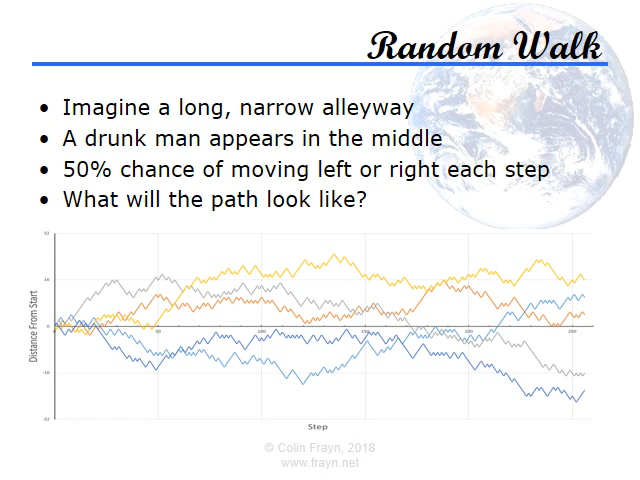 Random Walk
• Imagine a long, narrow alleyway
• A drunk man appears in the middle
• 50% chance of moving left or right each step
• What will the path look like?
Distance From Start
32
16
0
-16
-32
50
100
150
200
250
Step
© Colin Frayn, 2018
www.frayn.net